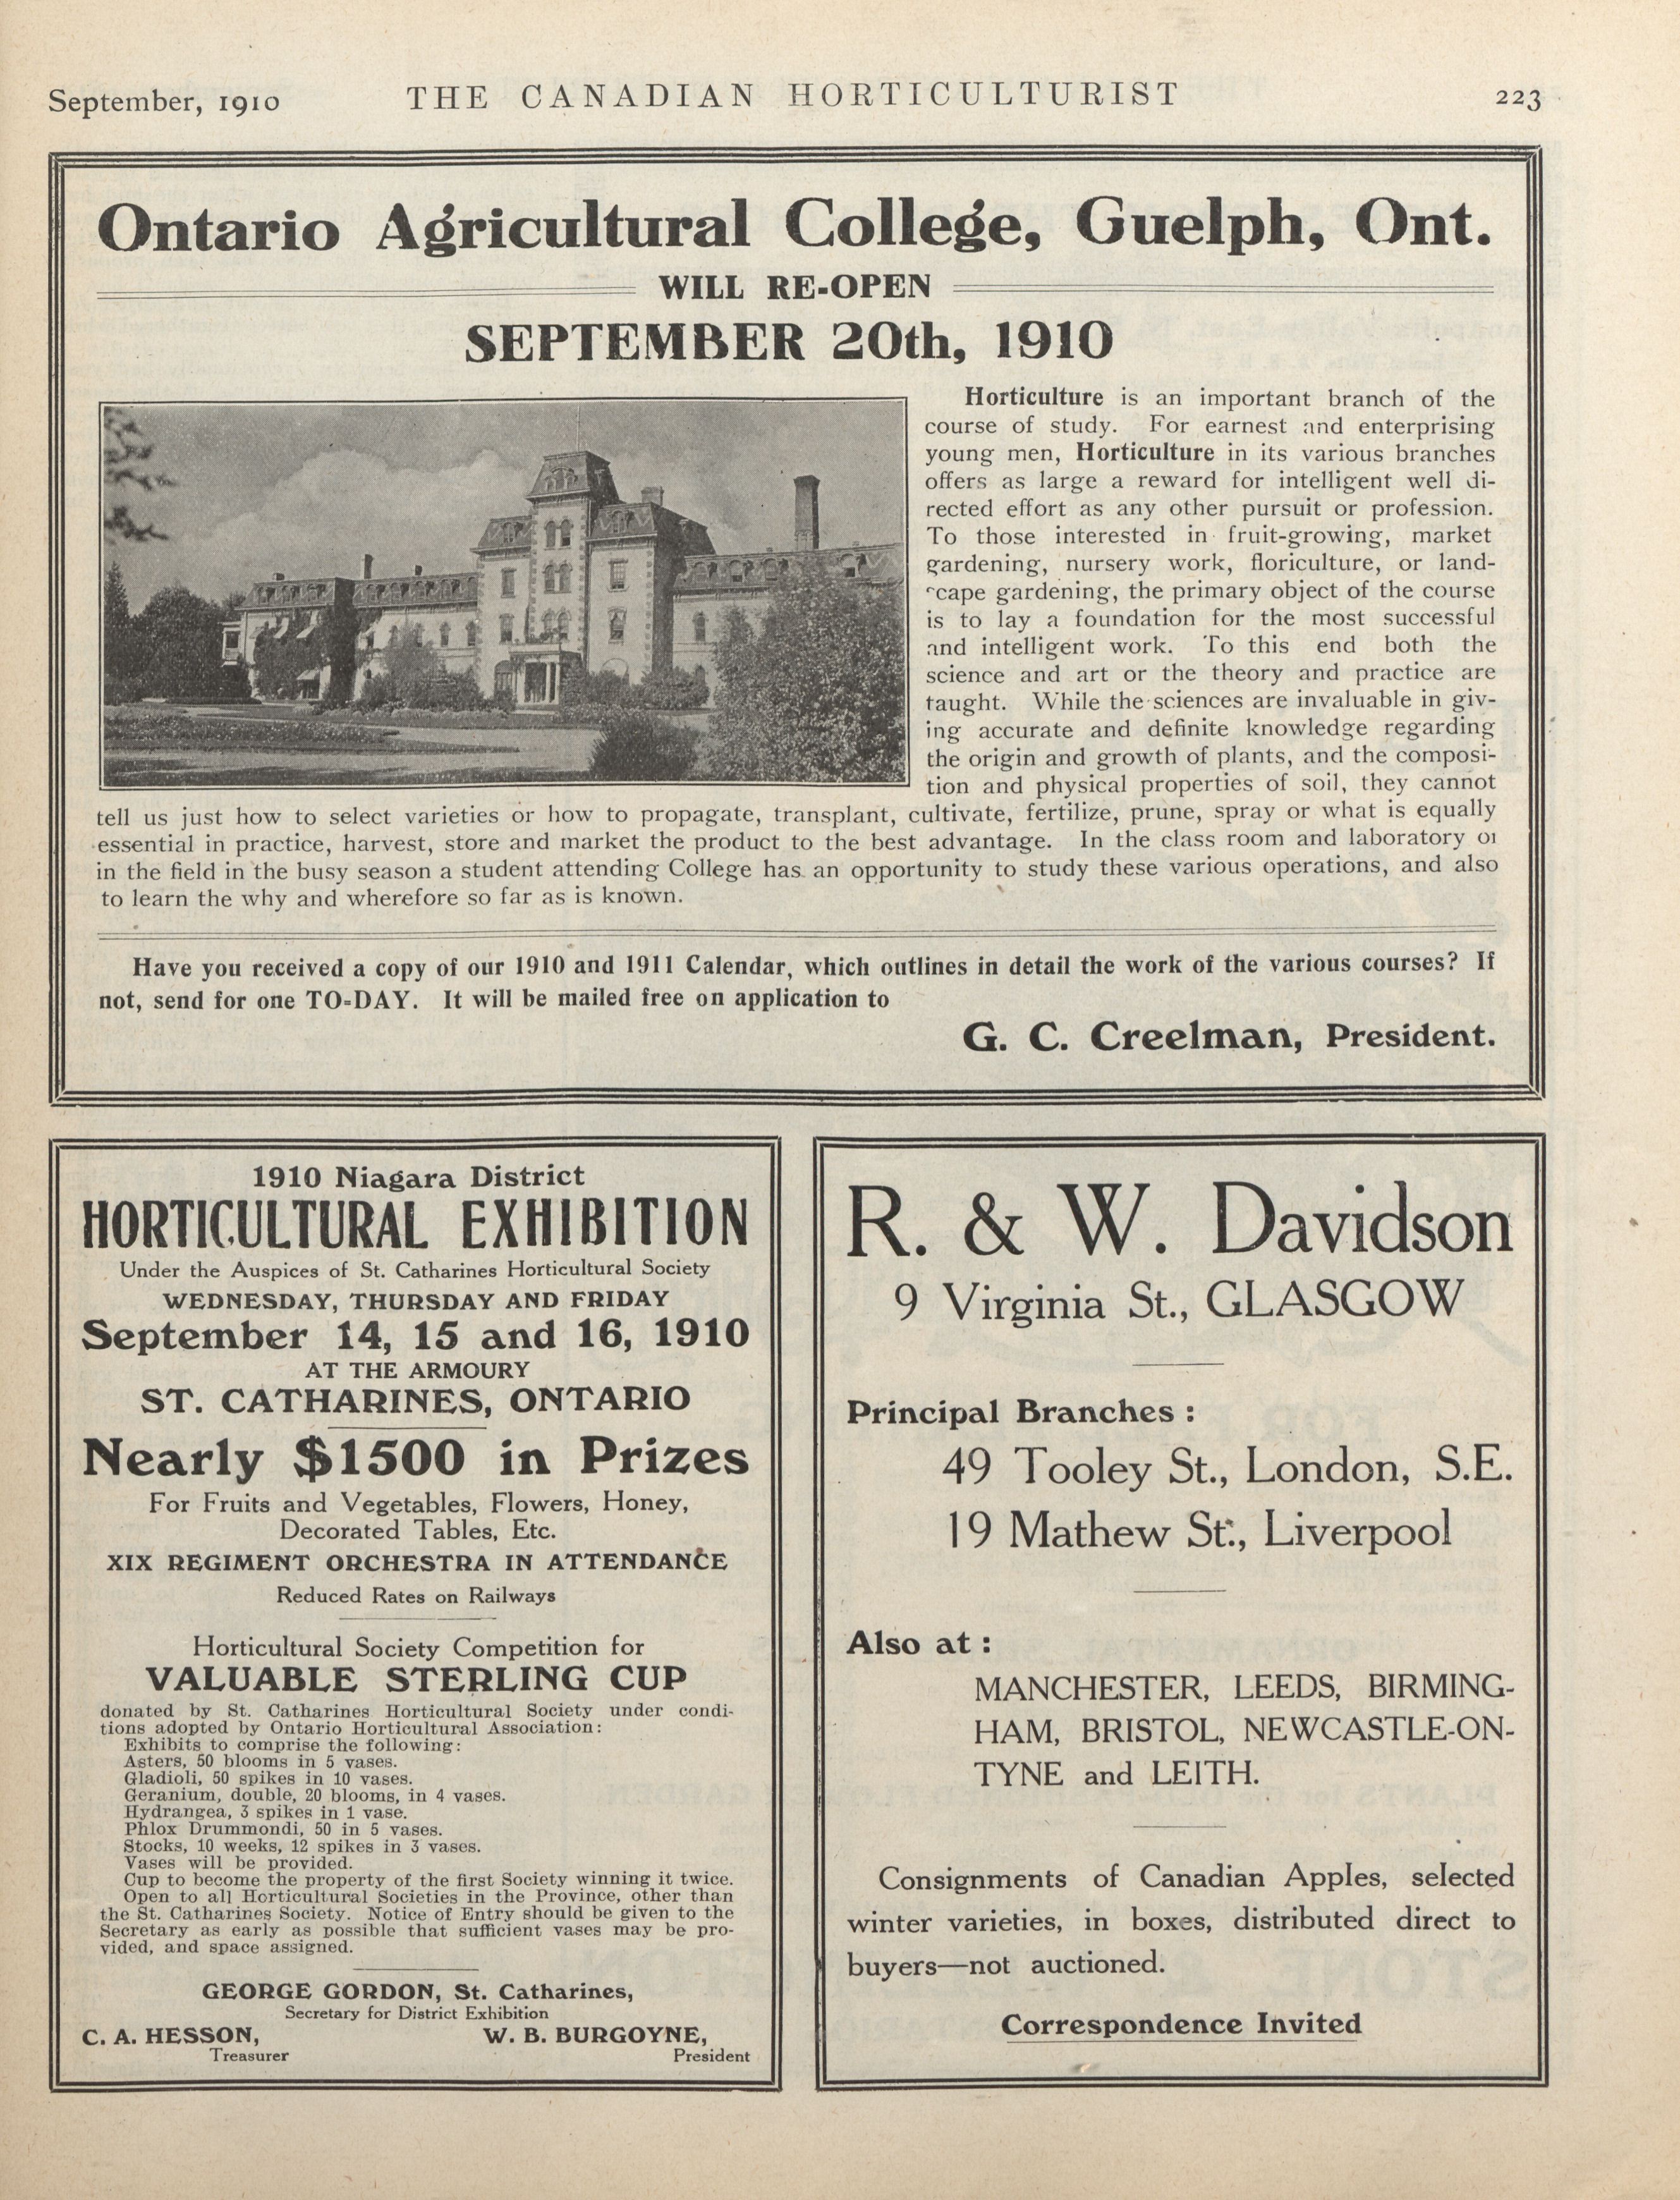 September, 1910 THE CANADIAN HORTICULTURIST 223
Ontario Agricultural College, Guelph, Ont.
WILL RE-OPEN
SEPTEMBER 20th, 1910
Horticulture is an important branch of the
course of study. For earnest and enterprising
young men, Horticulture in its various branches
offers as large a reward for intelligent well di-
rected effort as any other pursuit or profession.
To those interested in fruit-growing, market
gardening, nursery work, floriculture, or land-
scape gardening, the primary object of the course
is to lay a foundation for the most successful
and intelligent work. To this end both the
science and art or the theory and practice are
taught. While the sciences are invaluable in giv-
ing accurate and definite knowledge regarding
the origin and growth of plants, and the composi-
tion and physical properties of soil, they cannot
tell us just how to select varieties or how to propagate, transplant, cultivate, fertilize, prune, spray or what is equally
essential in practice, harvest, store and market the product to the best advantage. In the class room and laboratory or
in the field in the busy season a student attending College has an opportunity to study these various operations, and also
to learn the why and wherefore so far as is known.
Have you received a copy of our 1910 and 1911 Calendar, which outlines in detail the work of the various courses? If
not, send for one TO-DAY. It will be mailed free on application to
G. C. Creelman, President.
1910 Niagara District
HORTICULTURAL EXHIBITION
Under the Auspices of St. Catharines Horticultural Society
WEDNESDAY, THURSDAY AND FRIDAY
September 14, 15 and 16, 1910
AT THE ARMOURY
ST. CATHARINES, ONTARIO
Nearly $1500 in Prizes
For Fruits and Vegetables, Flowers, Honey,
Decorated Tables, Etc.
XIX REGIMENT ORCHESTRA IN ATTENDANCE
Reduced Rates on Railways
Horticultural Society Competition for
VALUABLE STERLING CUP
donated by St. Catharines Horticultural Society under condi-
tions adopted by Ontario Horticultural Association:
Exhibits to comprise the following:
Asters, 50 blooms in 5 vases.
Gladioli, 50 spikes in 10 vases.
Geranium, double, 20 blooms, in 4 vases.
Hydrangea, 3 spikes in 1 vase.
Phlox Drummondi, 50 in 5 vases.
Stocks, 10 weeks, 12 spikes in 3 vases.
Vases will be provided.
Cup to become the property of the first Society winning it twice.
Open to all Horticultural Societies in the Province, other than
the St. Catharines Society. Notice of Entry should be given to the
Secretary as early as possible that sufficient vases may be pro-
vided, and space assigned.
GEORGE GORDON, St. Catharines,
Secretary for District Exhibition
C. A. HESSON, W. B. BURGOYNE,
Treasurer President
R. & W. Davidson
9 Virginia St., GLASGOW
Principal Branches :
49 Tooley St., London, S.E.
19 Mathew St., Liverpool
Also at :
MANCHESTER, LEEDS, BIRMING-
HAM, BRISTOL, NEWCASTLE-ON-
TYNE and LEITH.
Consignments of Canadian Apples, selected
winter varieties, in boxes, distributed direct to
buyers—not auctioned.
Correspondence Invited